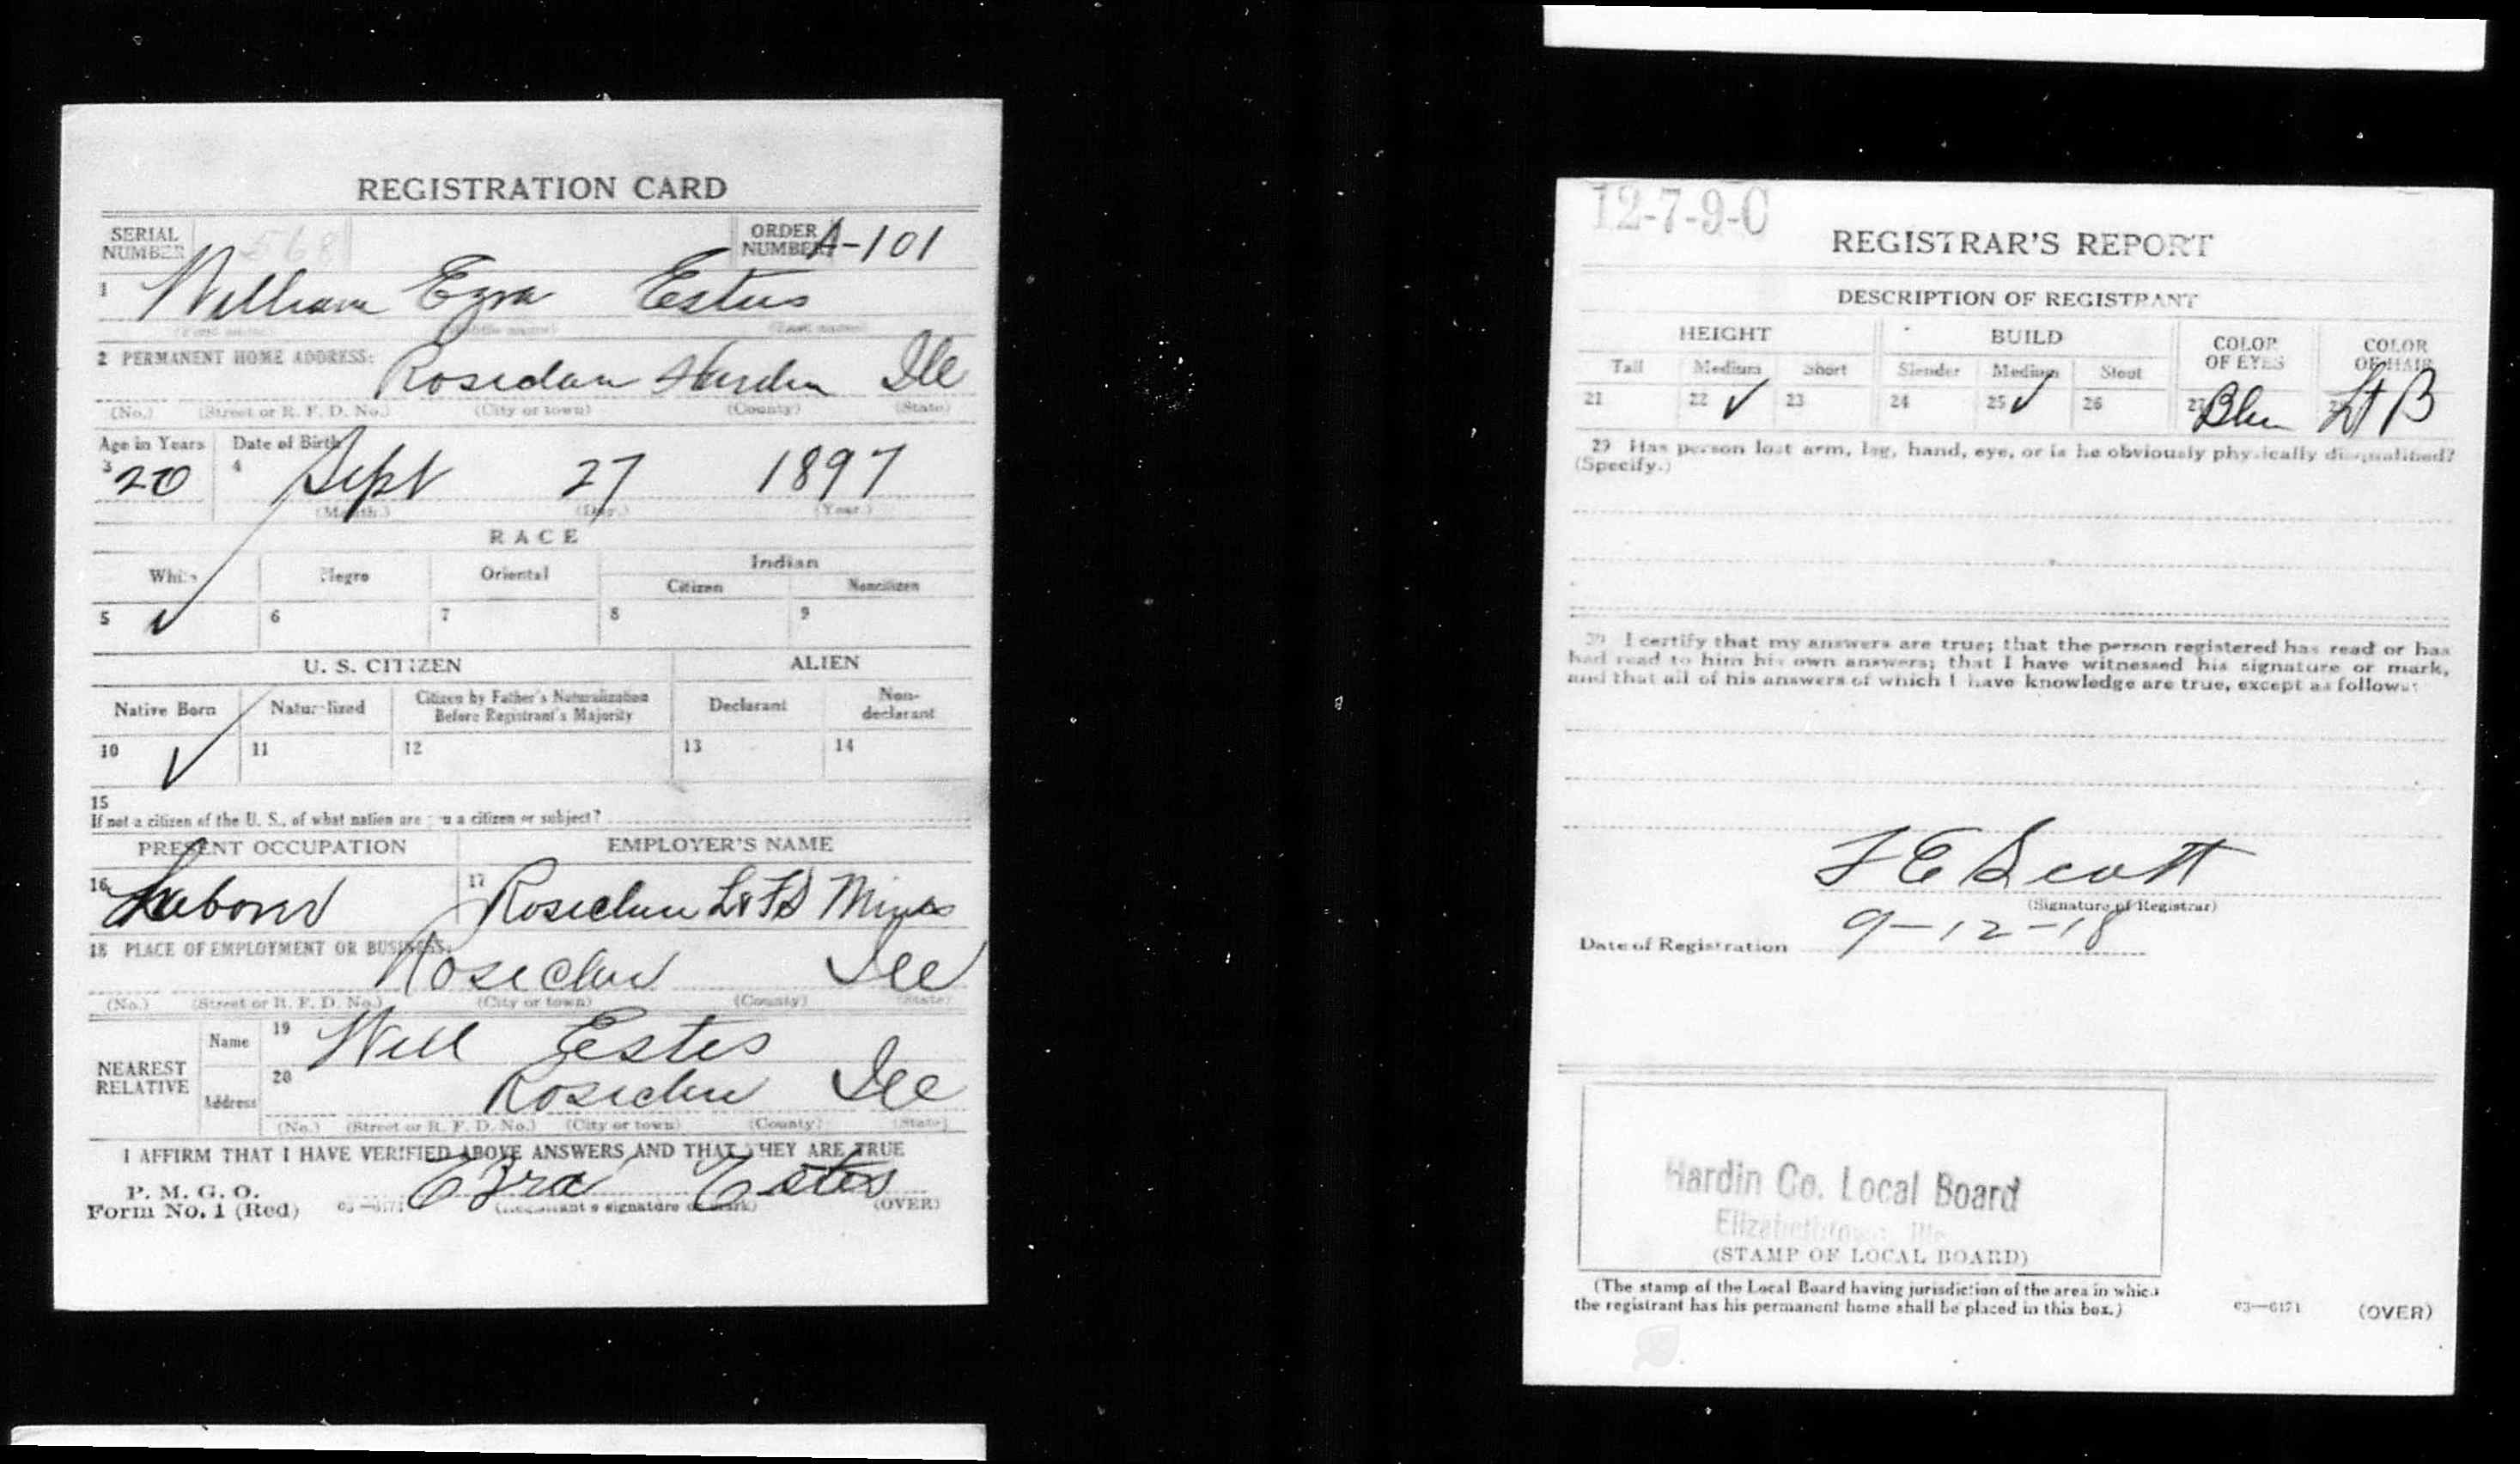 REGISTRATION CARD
SERIAL NUMBER 568 ORDER NUMBER A-101
1 William Ezra Estes
(First name) (Middle name) (Last name)
2 PERMANENT HOME ADDRESS:
Rosiclare Hardin Ill
(No.) (Street or R. F. D. No.) (City or town) (County) (State)
Age in Years Date of Birth
3 20 4 Sept 27 1897
(Month.) (Day.) (Year.)
RACE
White Negro Oriental Indian
Citizen Noncitizen
5 ✓ 6 7 8 9
U. S. CITIZEN ALIEN
Native Born Naturalized Citizen by Father's Naturalization Before Registrant's Majority Declarant Non-declarant
10 ✓ 11 12 13 14
15
If not a citizen of the U. S., of what nation are you a citizen or subject?
PRESENT OCCUPATION EMPLOYER'S NAME
16 Laborer 17 Rosiclare L & FS Mines
18 PLACE OF EMPLOYMENT OR BUSINESS:
Rosiclare Ill
(No.) (Street or R. F. D. No.) (City or town) (County) (State)
NEAREST RELATIVE
Name 19 Will Estes
Address 20 Rosiclare Ill
(No.) (Street or R. F. D. No.) (City or town) (County) (State)
I AFFIRM THAT I HAVE VERIFIED ABOVE ANSWERS AND THAT THEY ARE TRUE
P. M. G. O.
Form No. 1 (Red) 03—6171 Ezra Estes
(Registrant's signature or mark) (OVER)
12-7-9-C
REGISTRAR'S REPORT
DESCRIPTION OF REGISTRANT
HEIGHT BUILD COLOR OF EYES COLOR OF HAIR
Tall Medium Short Slender Medium Stout
21 22 ✓ 23 24 25 ✓ 26 27 Blue Lt B
29 Has person lost arm, leg, hand, eye, or is he obviously physically disqualified?
(Specify.)
30 I certify that my answers are true; that the person registered has read or has
had read to him his own answers; that I have witnessed his signature or mark,
and that all of his answers of which I have knowledge are true, except as follows:
F E Scott
(Signature of Registrar)
Date of Registration 9-12-18
Hardin Co. Local Board
Elizabethtown, Ills
(STAMP OF LOCAL BOARD)
(The stamp of the Local Board having jurisdiction of the area in which
the registrant has his permanent home shall be placed in this box.)
03—6171 (OVER)